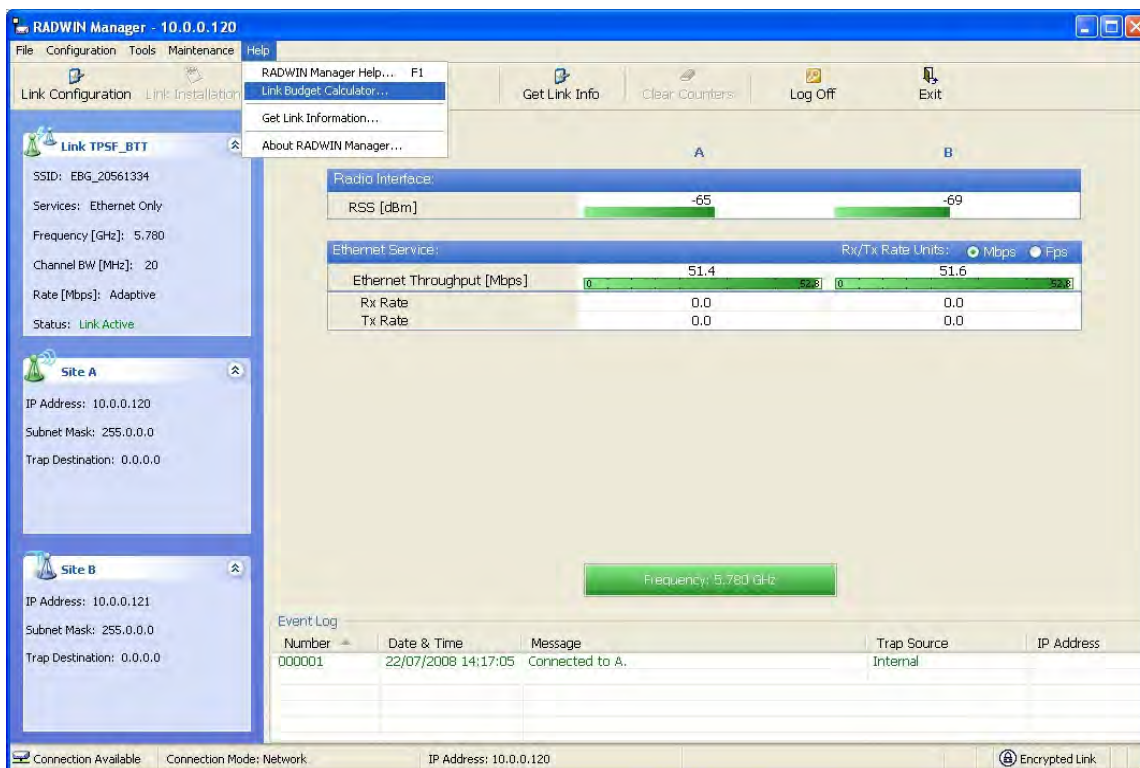 RADWIN Manager - 10.0.0.120
File Configuration Tools Maintenance Help
Link Configuration Link Installation Get Link Info Clear Counters Log Off Exit
RADWIN Manager Help... F1
Link Budget Calculator...
Get Link Information...
About RADWIN Manager...
Link TPSF_BTT
SSID: EBG_20561334
Services: Ethernet Only
Frequency [GHz]: 5.780
Channel BW [MHz]: 20
Rate [Mbps]: Adaptive
Status: Link Active
Site A
IP Address: 10.0.0.120
Subnet Mask: 255.0.0.0
Trap Destination: 0.0.0.0
Site B
IP Address: 10.0.0.121
Subnet Mask: 255.0.0.0
Trap Destination: 0.0.0.0
A B
Radio Interface:
RSS [dBm] -65 -69
Ethernet Service: Rx/Tx Rate Units: Mbps Fps
Ethernet Throughput [Mbps] 51.4 51.6
0 52.8 0 52.8
Rx Rate 0.0 0.0
Tx Rate 0.0 0.0
Frequency: 5.780 GHz
Event Log
Number Date & Time Message Trap Source IP Address
000001 22/07/2008 14:17:05 Connected to A. Internal
Connection Available Connection Mode: Network IP Address: 10.0.0.120 Encrypted Link